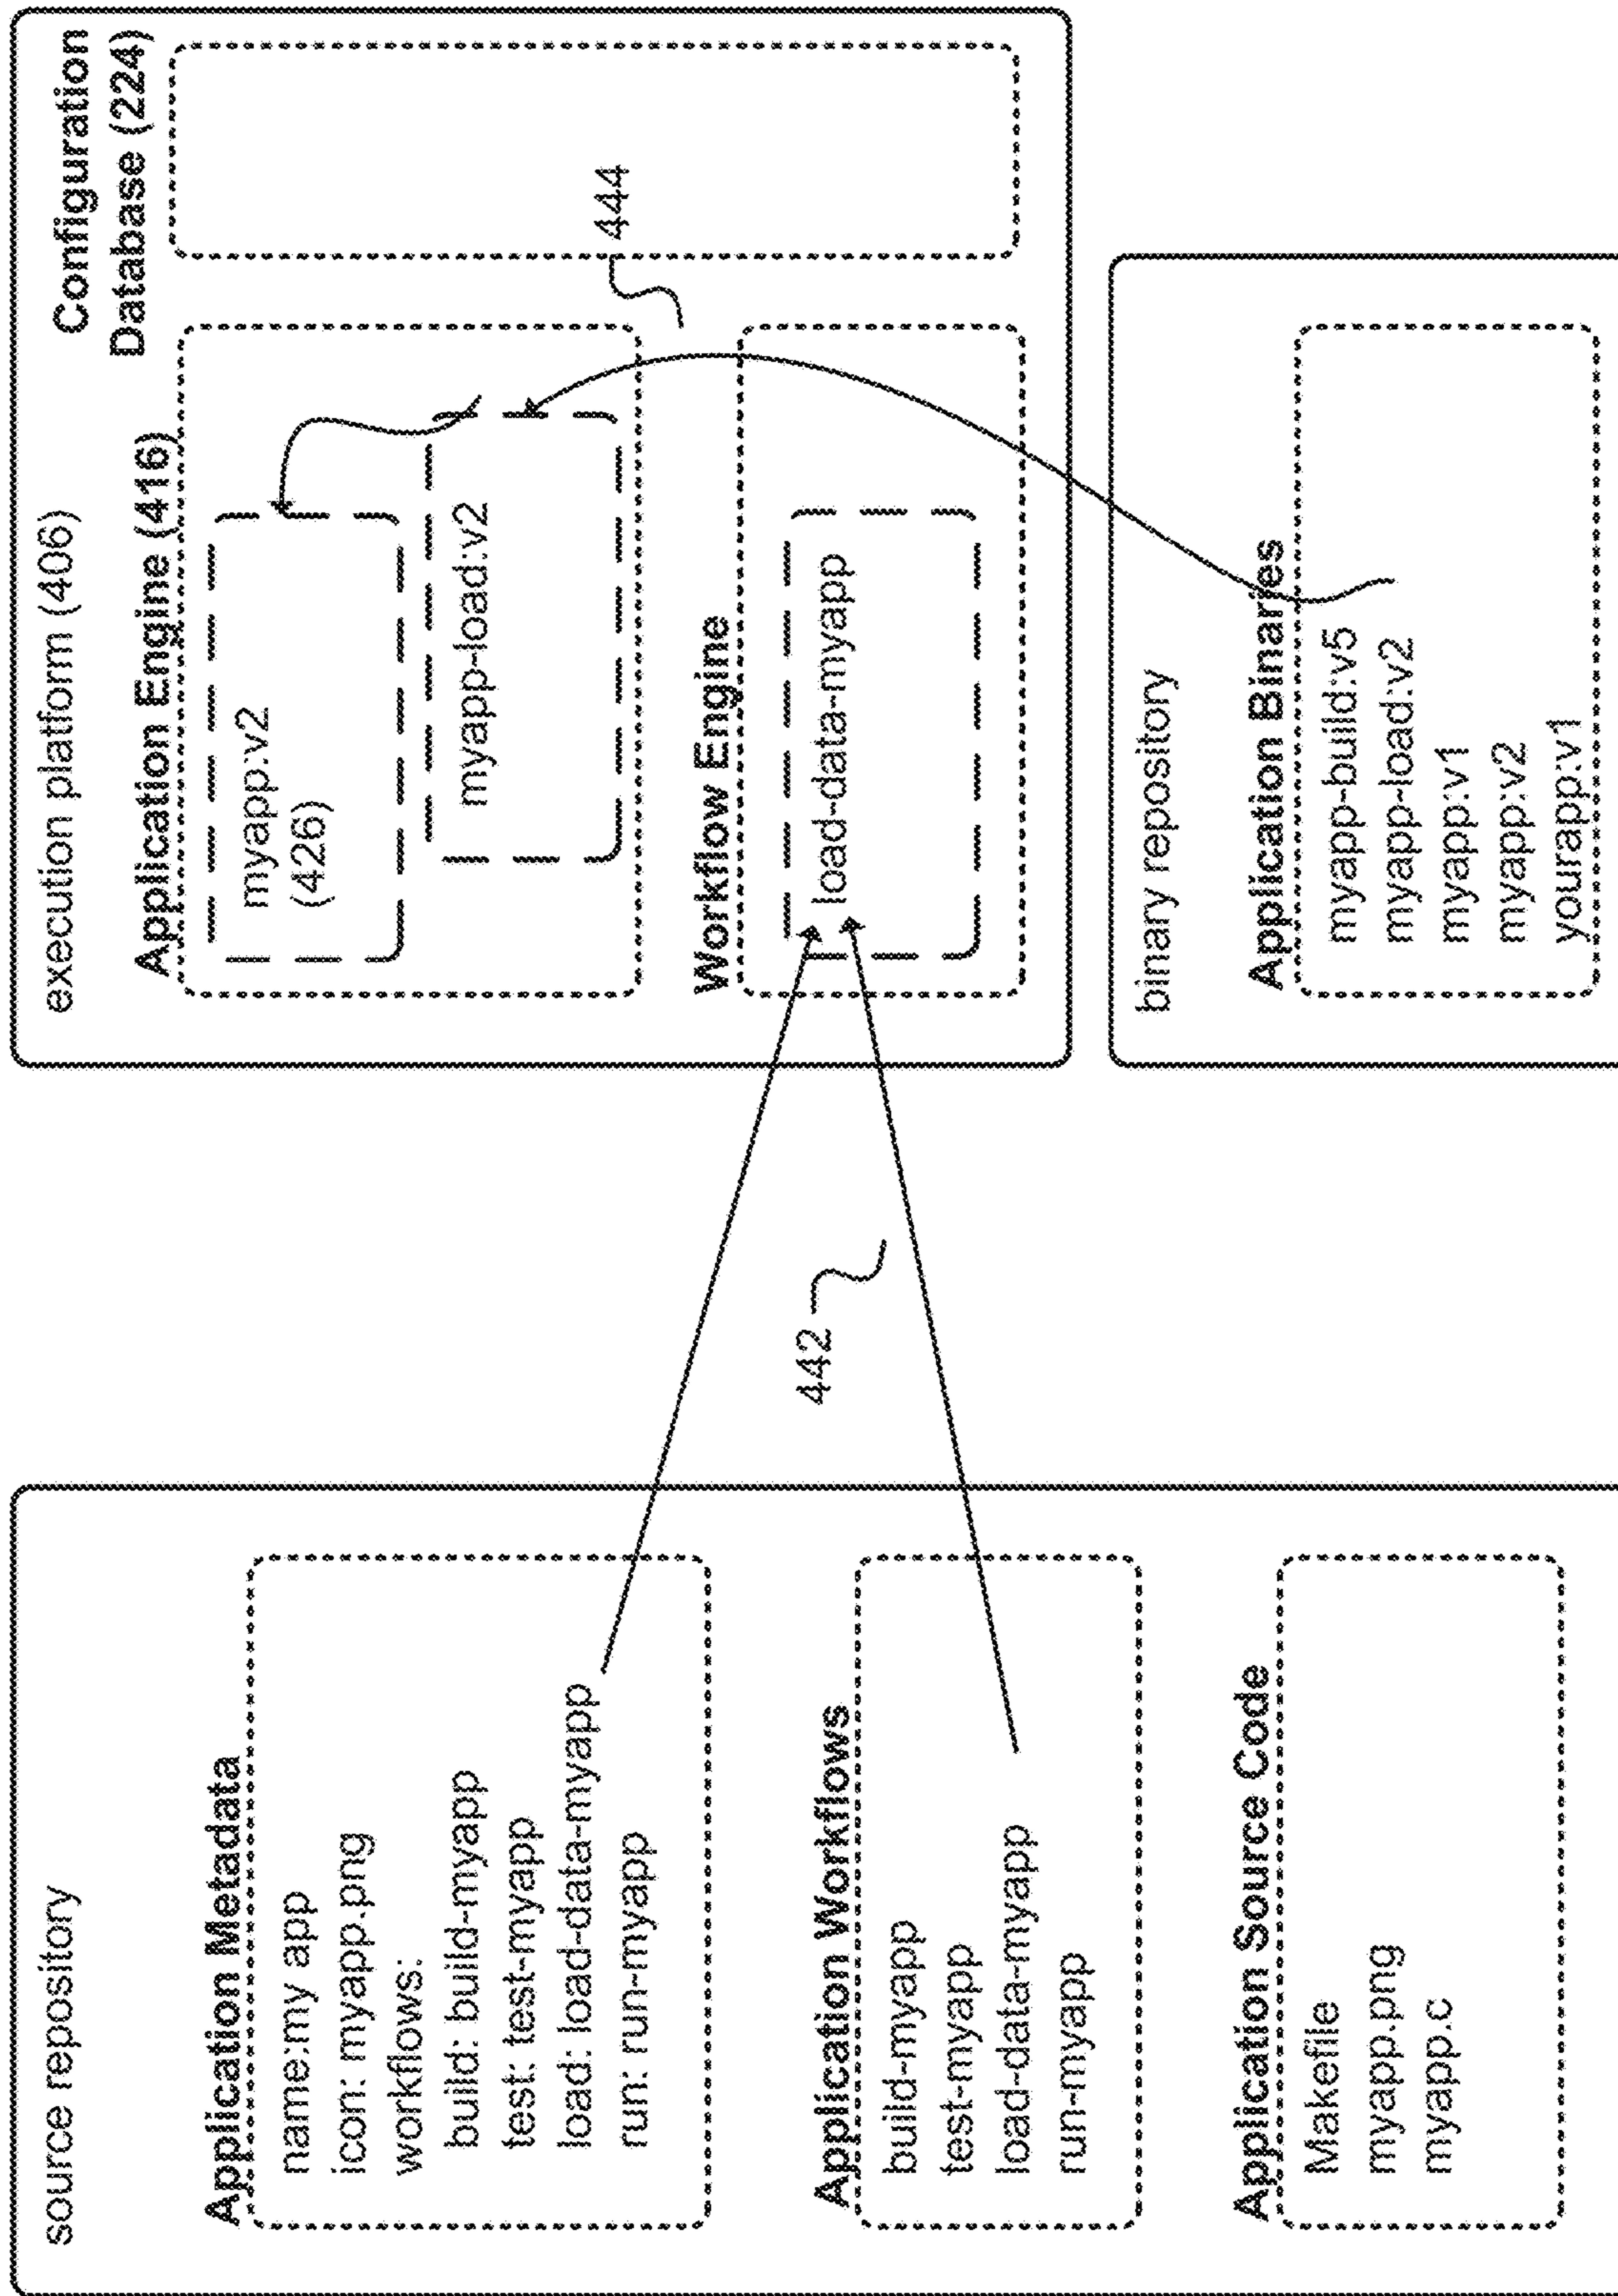 source repository
Application Metadata
name:my app
icon: myapp.png
workflows:
build: build-myapp
test: test-myapp
load: load-data-myapp
run: run-myapp
Application Workflows
build-myapp
test-myapp
load-data-myapp
run-myapp
Application Source Code
Makefile
myapp.png
myapp.c
442
execution platform (406)
Application Engine (416)
myapp:v2
(426)
myapp-load:v2
Workflow Engine
load-data-myapp
Configuration
Database (224)
444
binary repository
Application Binaries
myapp-build:v5
myapp-load:v2
myapp:v1
myapp:v2
yourapp:v1